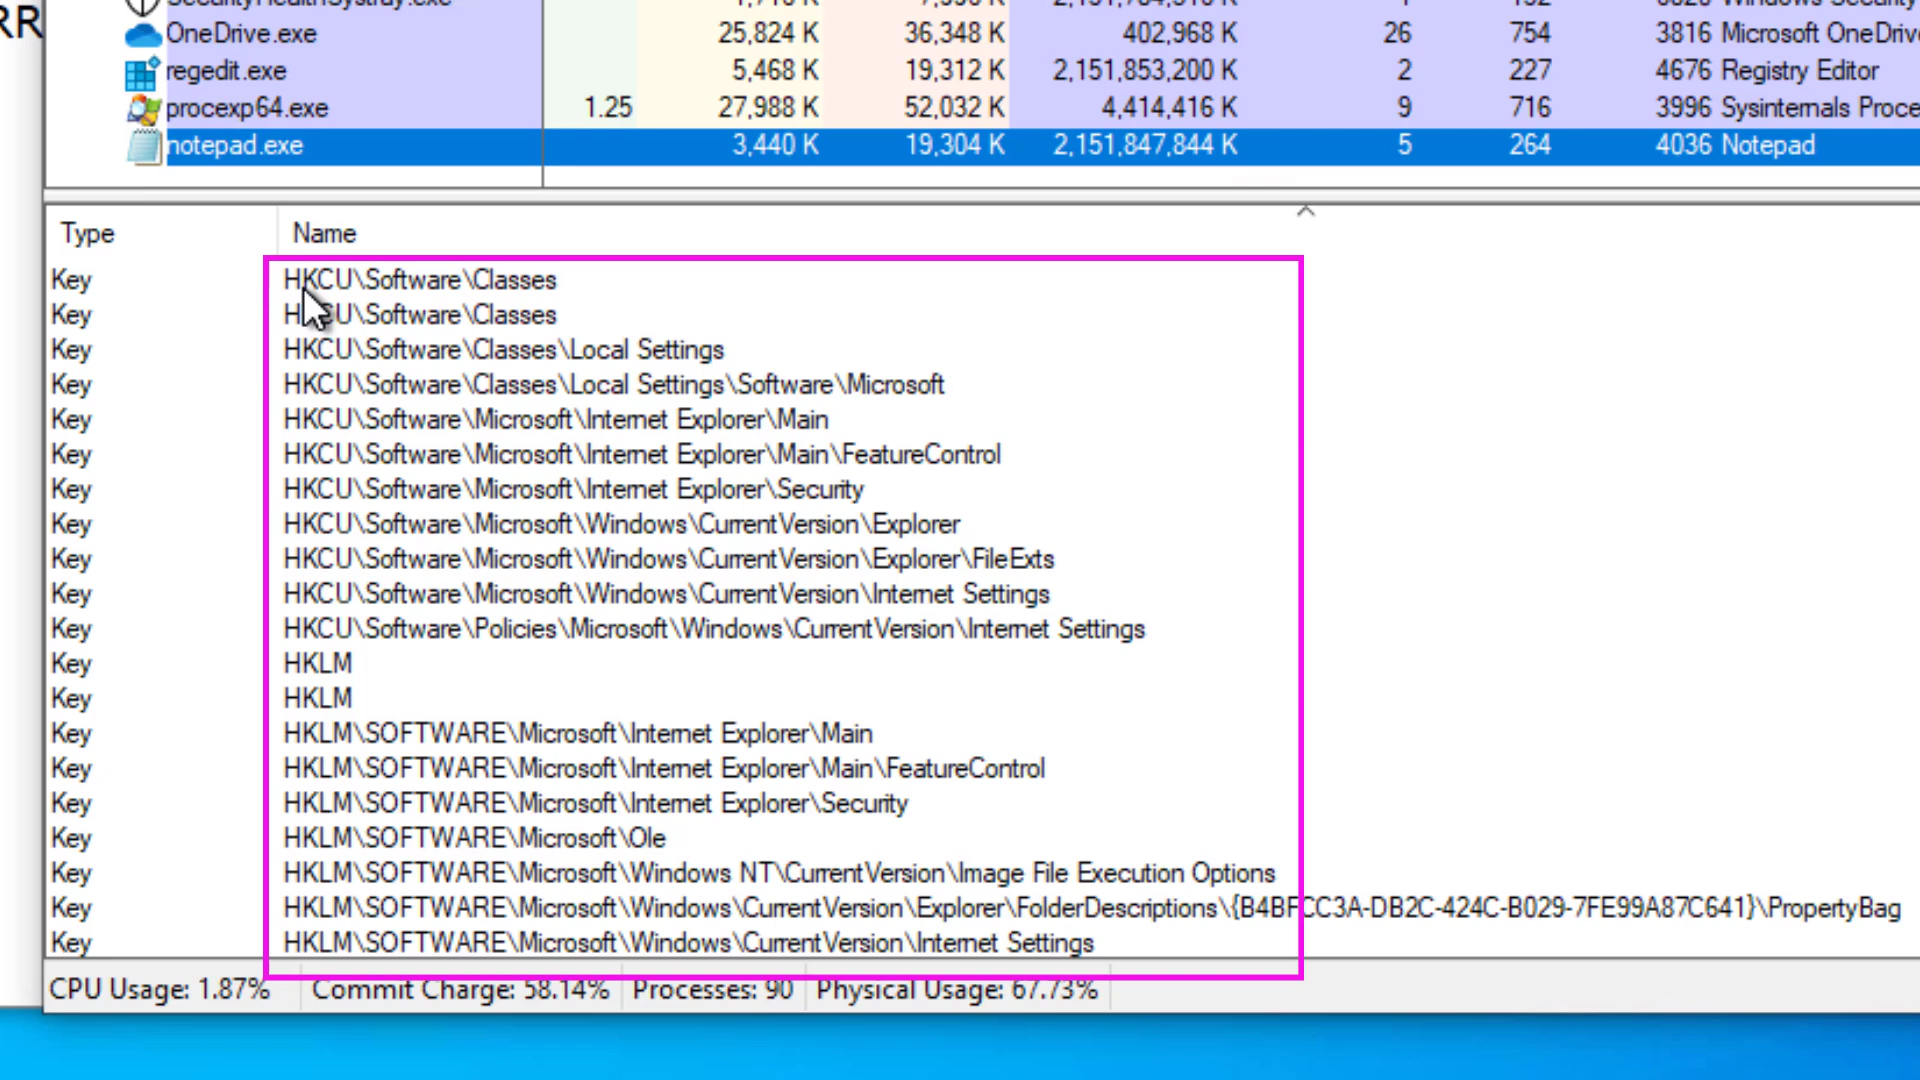 RR
SecurityHealthSystray.exe
OneDrive.exe 25,824 K 36,348 K 402,968 K 26 754 3816 Microsoft OneDrive
regedit.exe 5,468 K 19,312 K 2,151,853,200 K 2 227 4676 Registry Editor
procexp64.exe 1.25 27,988 K 52,032 K 4,414,416 K 9 716 3996 Sysinternals Proce
notepad.exe 3,440 K 19,304 K 2,151,847,844 K 5 264 4036 Notepad
Type Name
Key HKCU\Software\Classes
Key HKCU\Software\Classes
Key HKCU\Software\Classes\Local Settings
Key HKCU\Software\Classes\Local Settings\Software\Microsoft
Key HKCU\Software\Microsoft\Internet Explorer\Main
Key HKCU\Software\Microsoft\Internet Explorer\Main\FeatureControl
Key HKCU\Software\Microsoft\Internet Explorer\Security
Key HKCU\Software\Microsoft\Windows\CurrentVersion\Explorer
Key HKCU\Software\Microsoft\Windows\CurrentVersion\Explorer\FileExts
Key HKCU\Software\Microsoft\Windows\CurrentVersion\Internet Settings
Key HKCU\Software\Policies\Microsoft\Windows\CurrentVersion\Internet Settings
Key HKLM
Key HKLM
Key HKLM\SOFTWARE\Microsoft\Internet Explorer\Main
Key HKLM\SOFTWARE\Microsoft\Internet Explorer\Main\FeatureControl
Key HKLM\SOFTWARE\Microsoft\Internet Explorer\Security
Key HKLM\SOFTWARE\Microsoft\Ole
Key HKLM\SOFTWARE\Microsoft\Windows NT\CurrentVersion\Image File Execution Options
Key HKLM\SOFTWARE\Microsoft\Windows\CurrentVersion\Explorer\FolderDescriptions\{B4BFCC3A-DB2C-424C-B029-7FE99A87C641}\PropertyBag
Key HKLM\SOFTWARE\Microsoft\Windows\CurrentVersion\Internet Settings
CPU Usage: 1.87% Commit Charge: 58.14% Processes: 90 Physical Usage: 67.73%